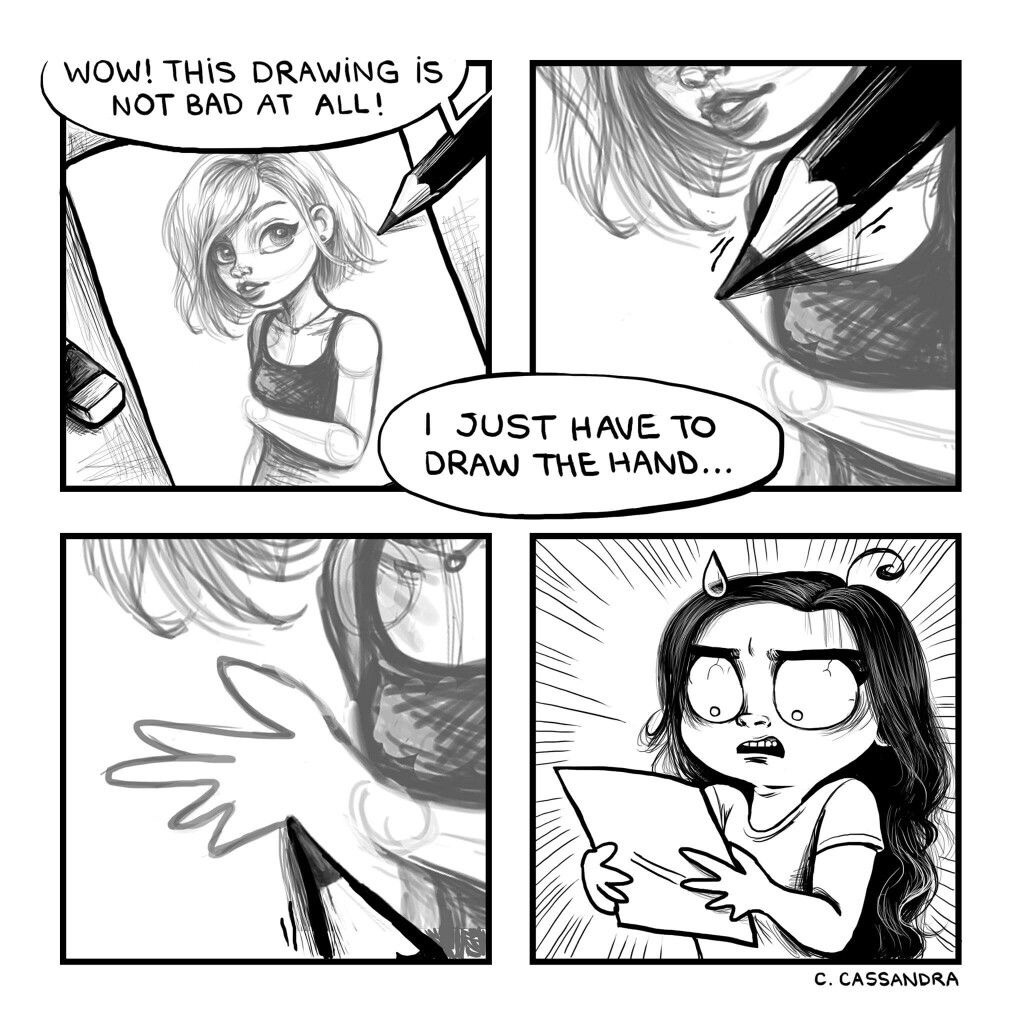 WOW! THIS DRAWING IS
NOT BAD AT ALL!
I JUST HAVE TO
DRAW THE HAND...
C. CASSANDRA